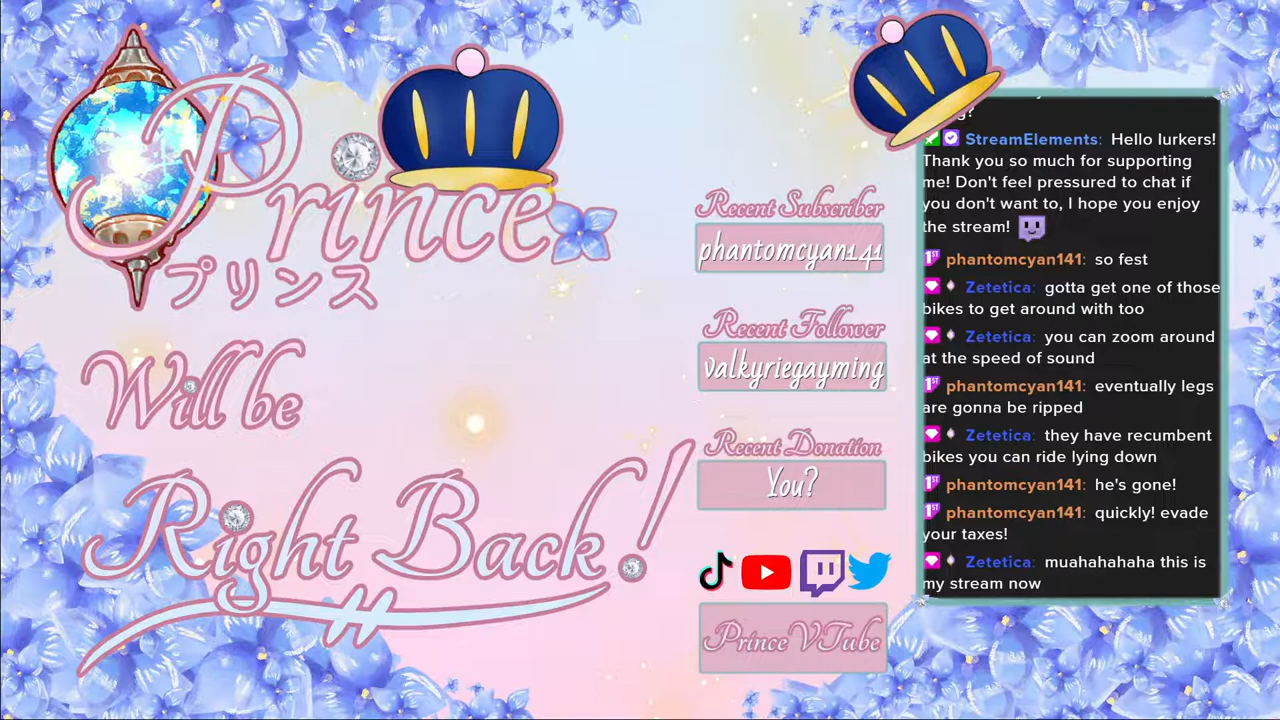 Prince
プリンス
Will be
Right Back!
Recent Subscriber
phantomcyan141
Recent Follower
valkyriegayming
Recent Donation
You?
PrinceVTube
StreamElements: Hello lurkers!
Thank you so much for supporting
me! Don't feel pressured to chat if
you don't want to, I hope you enjoy
the stream!
phantomcyan141: so fest
Zetetica: gotta get one of those
bikes to get around with too
Zetetica: you can zoom around
at the speed of sound
phantomcyan141: eventually legs
are gonna be ripped
Zetetica: they have recumbent
bikes you can ride lying down
phantomcyan141: he's gone!
phantomcyan141: quickly! evade
your taxes!
Zetetica: muahahahaha this is
my stream now